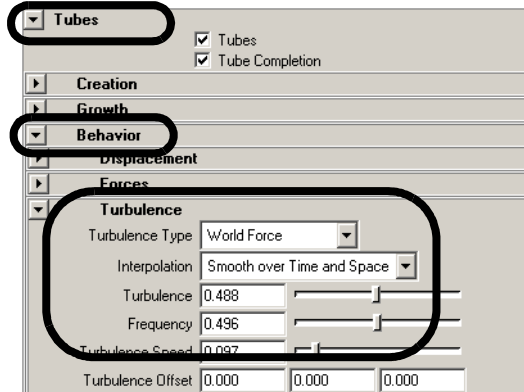 Tubes
Tubes
Tube Completion
Creation
Growth
Behavior
Displacement
Forces
Turbulence
Turbulence Type World Force
Interpolation Smooth over Time and Space
Turbulence 0.488
Frequency 0.496
Turbulence Speed 0.097
Turbulence Offset 0.000 0.000 0.000